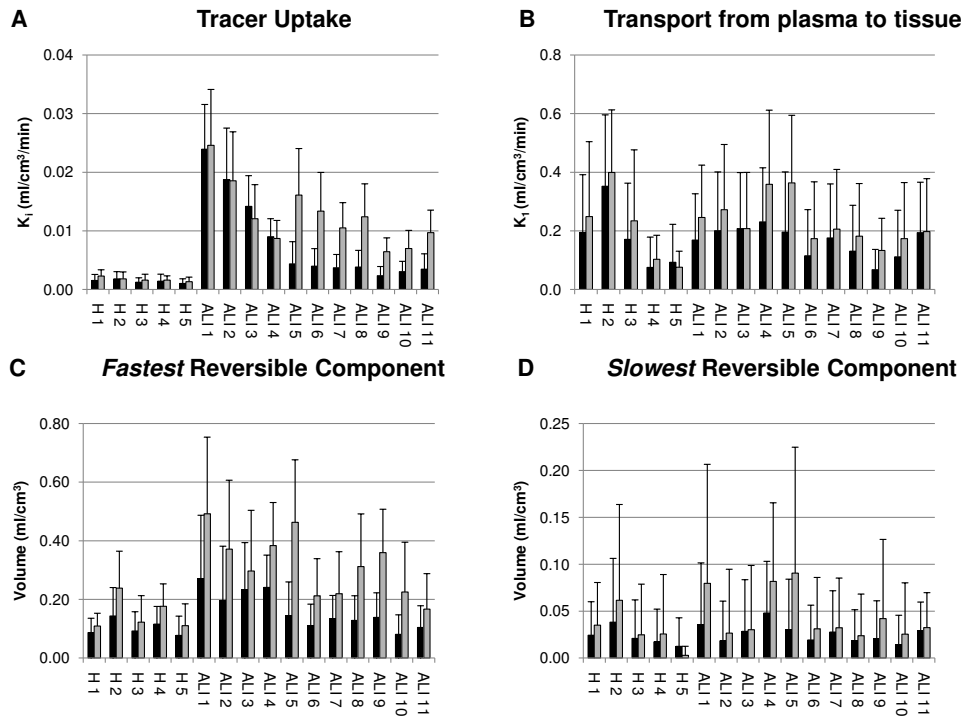 A Tracer Uptake
Ki (ml/cm³/min)
0.04
0.03
0.02
0.01
0.00
H 1
H 2
H 3
H 4
H 5
ALI 1
ALI 2
ALI 3
ALI 4
ALI 5
ALI 6
ALI 7
ALI 8
ALI 9
ALI 10
ALI 11
B Transport from plasma to tissue
K₁ (ml/cm³/min)
0.8
0.6
0.4
0.2
0.0
H 1
H 2
H 3
H 4
H 5
ALI 1
ALI 2
ALI 3
ALI 4
ALI 5
ALI 6
ALI 7
ALI 8
ALI 9
ALI 10
ALI 11
C Fastest Reversible Component
Volume (ml/cm³)
0.80
0.60
0.40
0.20
0.00
H 1
H 2
H 3
H 4
H 5
ALI 1
ALI 2
ALI 3
ALI 4
ALI 5
ALI 6
ALI 7
ALI 8
ALI 9
ALI 10
ALI 11
D Slowest Reversible Component
Volume (ml/cm³)
0.25
0.20
0.15
0.10
0.05
0.00
H 1
H 2
H 3
H 4
H 5
ALI 1
ALI 2
ALI 3
ALI 4
ALI 5
ALI 6
ALI 7
ALI 8
ALI 9
ALI 10
ALI 11